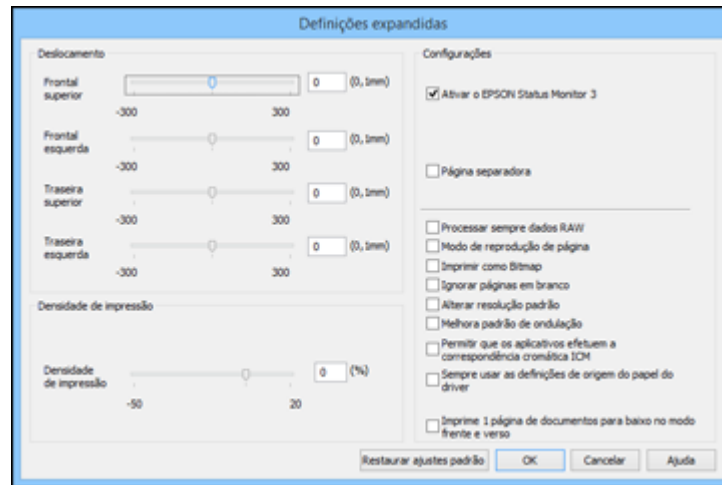 Definições expandidas
Deslocamento
Frontal
superior
0
(0,1mm)
-300
300
Frontal
esquerda
0
(0,1mm)
-300
300
Traseira
superior
0
(0,1mm)
-300
300
Traseira
esquerda
0
(0,1mm)
-300
300
Densidade de impressão
Densidade
de impressão
0
(%)
-50
20
Configurações
Ativar o EPSON Status Monitor 3
Página separadora
Processar sempre dados RAW
Modo de reprodução de página
Imprimir como Bitmap
Ignorar páginas em branco
Alterar resolução padrão
Melhora padrão de ondulação
Permitir que os aplicativos efetuem a
correspondência cromática ICM
Sempre usar as definições de origem do papel do
driver
Imprime 1 página de documentos para baixo no modo
frente e verso
Restaurar ajustes padrão
OK
Cancelar
Ajuda